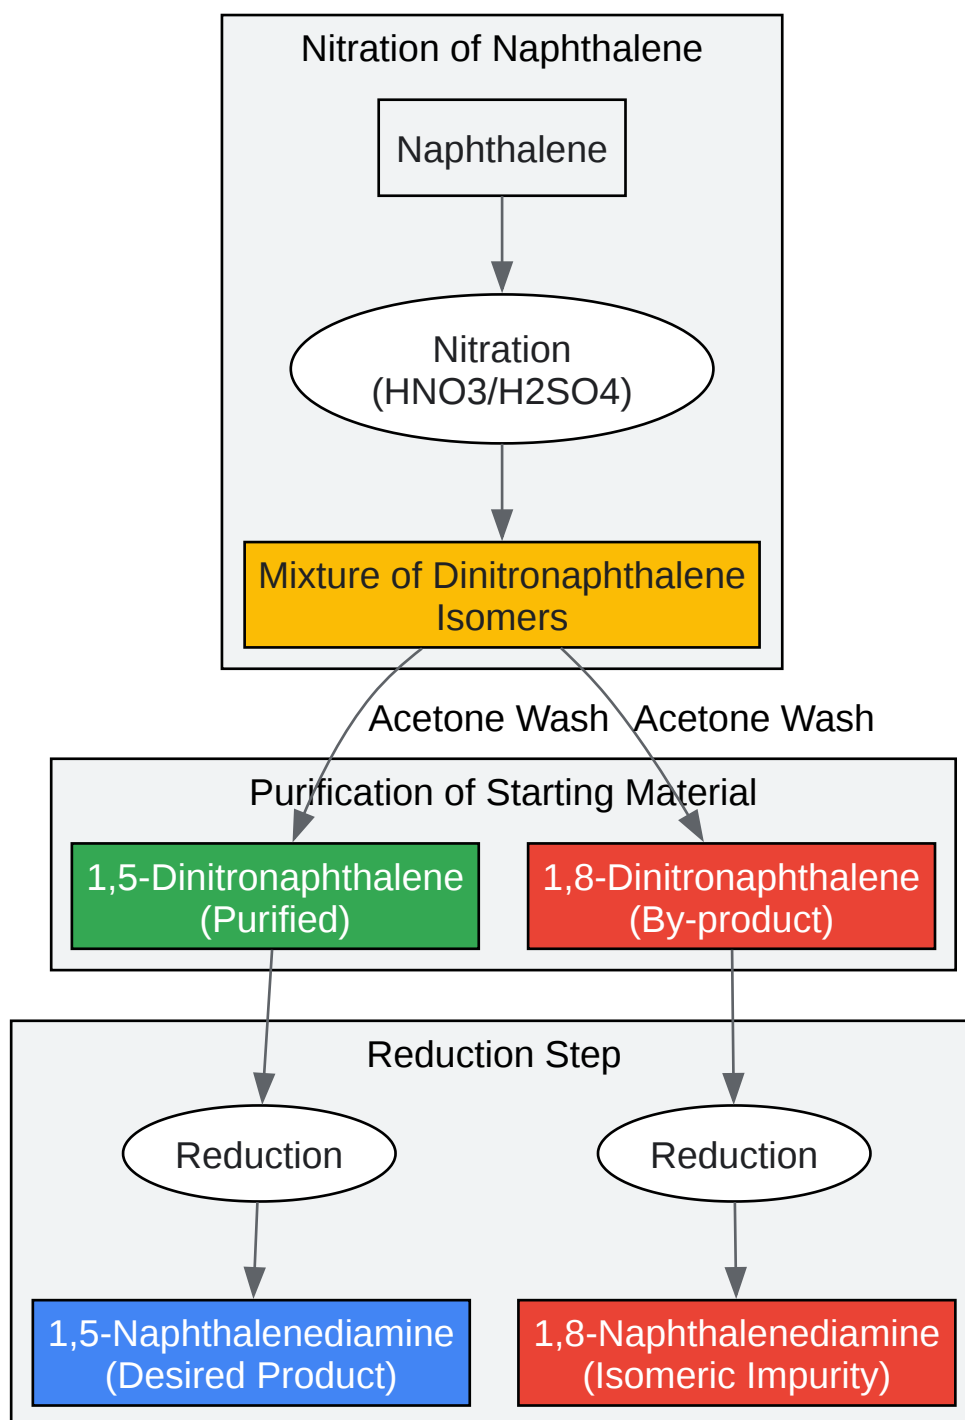 Nitration of Naphthalene
Naphthalene
Nitration
(HNO3/H2SO4)
Mixture of Dinitronaphthalene
Isomers
Acetone Wash
Acetone Wash
Purification of Starting Material
1,5-Dinitronaphthalene
(Purified)
1,8-Dinitronaphthalene
(By-product)
Reduction Step
Reduction
Reduction
1,5-Naphthalenediamine
(Desired Product)
1,8-Naphthalenediamine
(Isomeric Impurity)